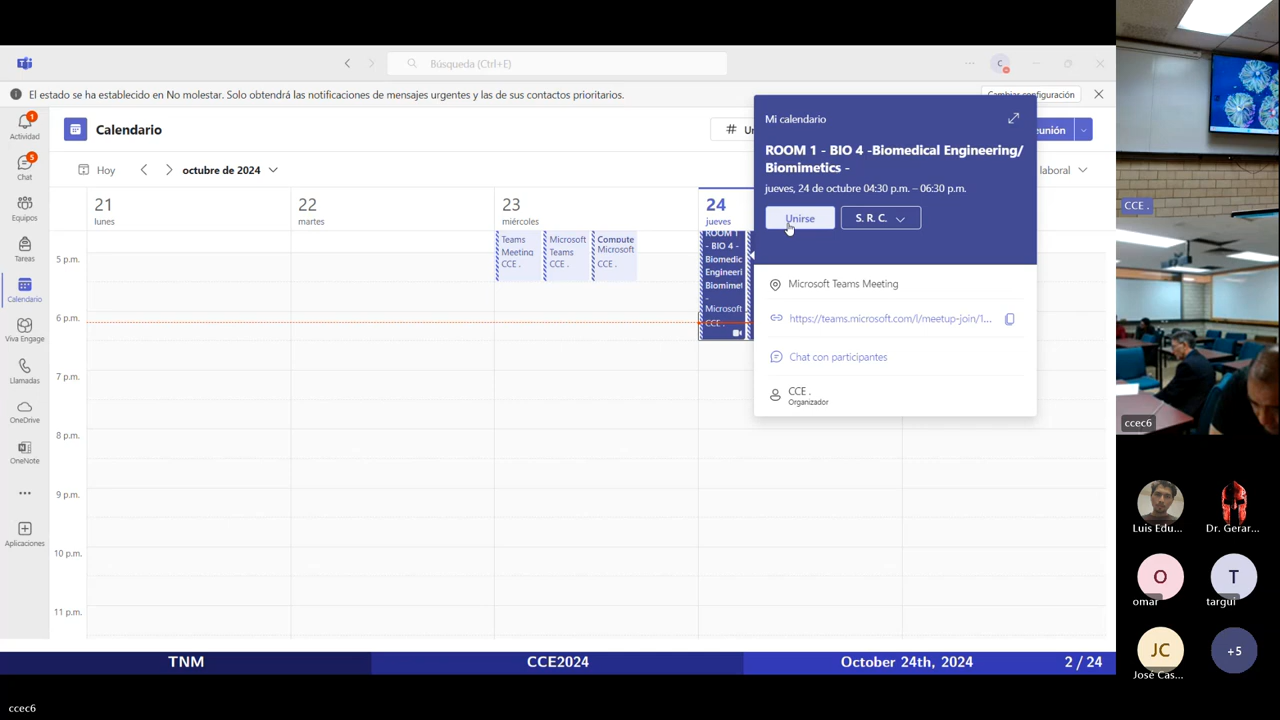 Búsqueda (Ctrl+E)
C
El estado se ha establecido en No molestar. Solo obtendrá las notificaciones de mensajes urgentes y las de sus contactos prioritarios.
Cambiar configuración
1
Actividad
5
Chat
Equipos
Tareas
Calendario
Viva Engage
Llamadas
OneDrive
OneNote
Aplicaciones
Calendario
# Un
eunión
Hoy
octubre de 2024
laboral
21
lunes
22
martes
23
miércoles
24
jueves
5 p.m.
6 p.m.
7 p.m.
8 p.m.
9 p.m.
10 p.m.
11 p.m.
Teams
Meeting
CCE .
Microsoft
Teams
CCE .
Compute
Microsoft
CCE .
ROOM 1
- BIO 4 -
Biomedic
Engineeri
Biomimet
-
Microsoft
CCE .
Mi calendario
ROOM 1 - BIO 4 -Biomedical Engineering/
Biomimetics -
jueves, 24 de octubre 04:30 p.m. – 06:30 p.m.
Unirse
S. R. C.
Microsoft Teams Meeting
https://teams.microsoft.com/l/meetup-join/1...
Chat con participantes
CCE .
Organizador
TNM
CCE2024
October 24th, 2024
2 / 24
ccec6
CCE .
ccec6
Luis Edu...
Dr. Gerar...
O
omar
T
targui
JC
José Cas...
+5